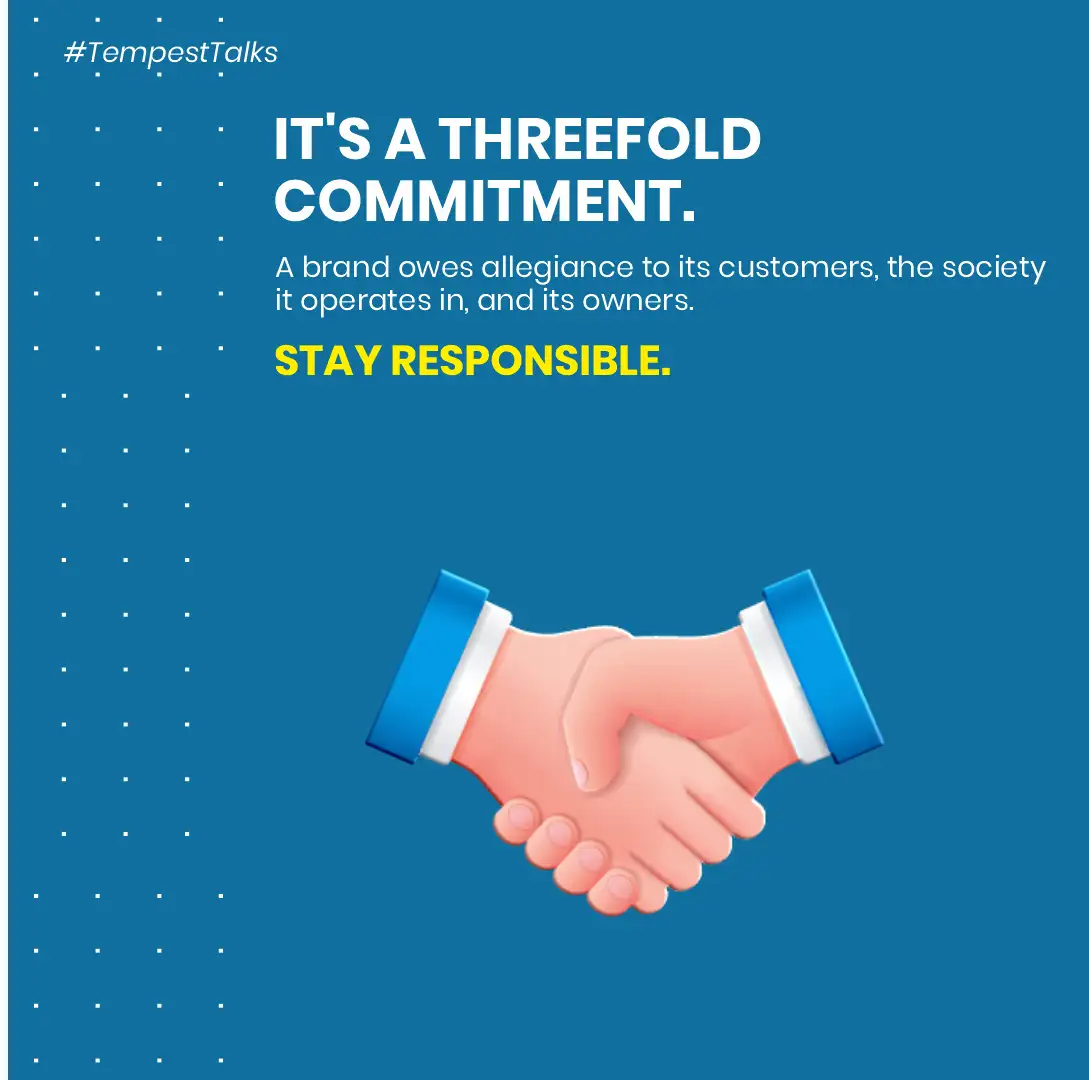 #TempestTalks
IT'S A THREEFOLD
COMMITMENT.
A brand owes allegiance to its customers, the society
it operates in, and its owners.
STAY RESPONSIBLE.